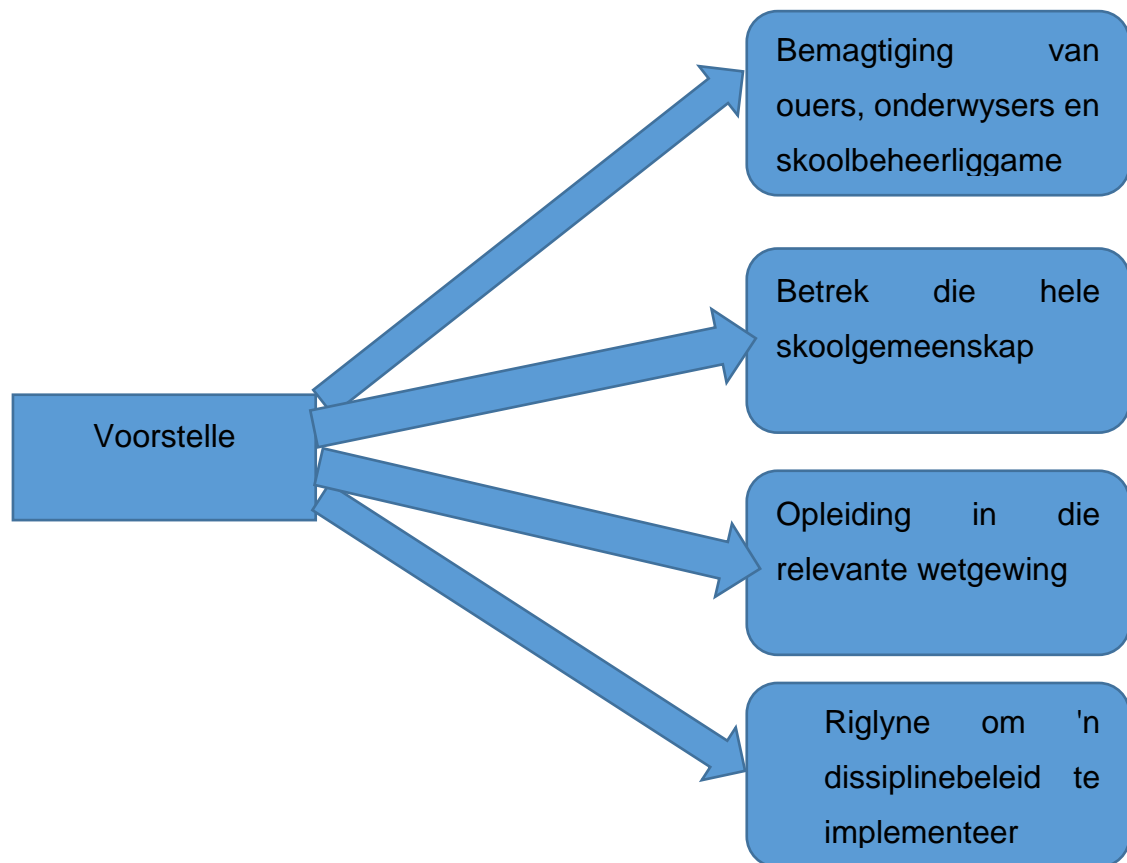 Bemagtiging van
ouers, onderwysers en
skoolbeheerliggame
Betrek die hele
skoolgemeenskap
Voorstelle
Opleiding in die
relevante wetgewing
Riglyne om 'n
dissiplinebeleid te
implementeer